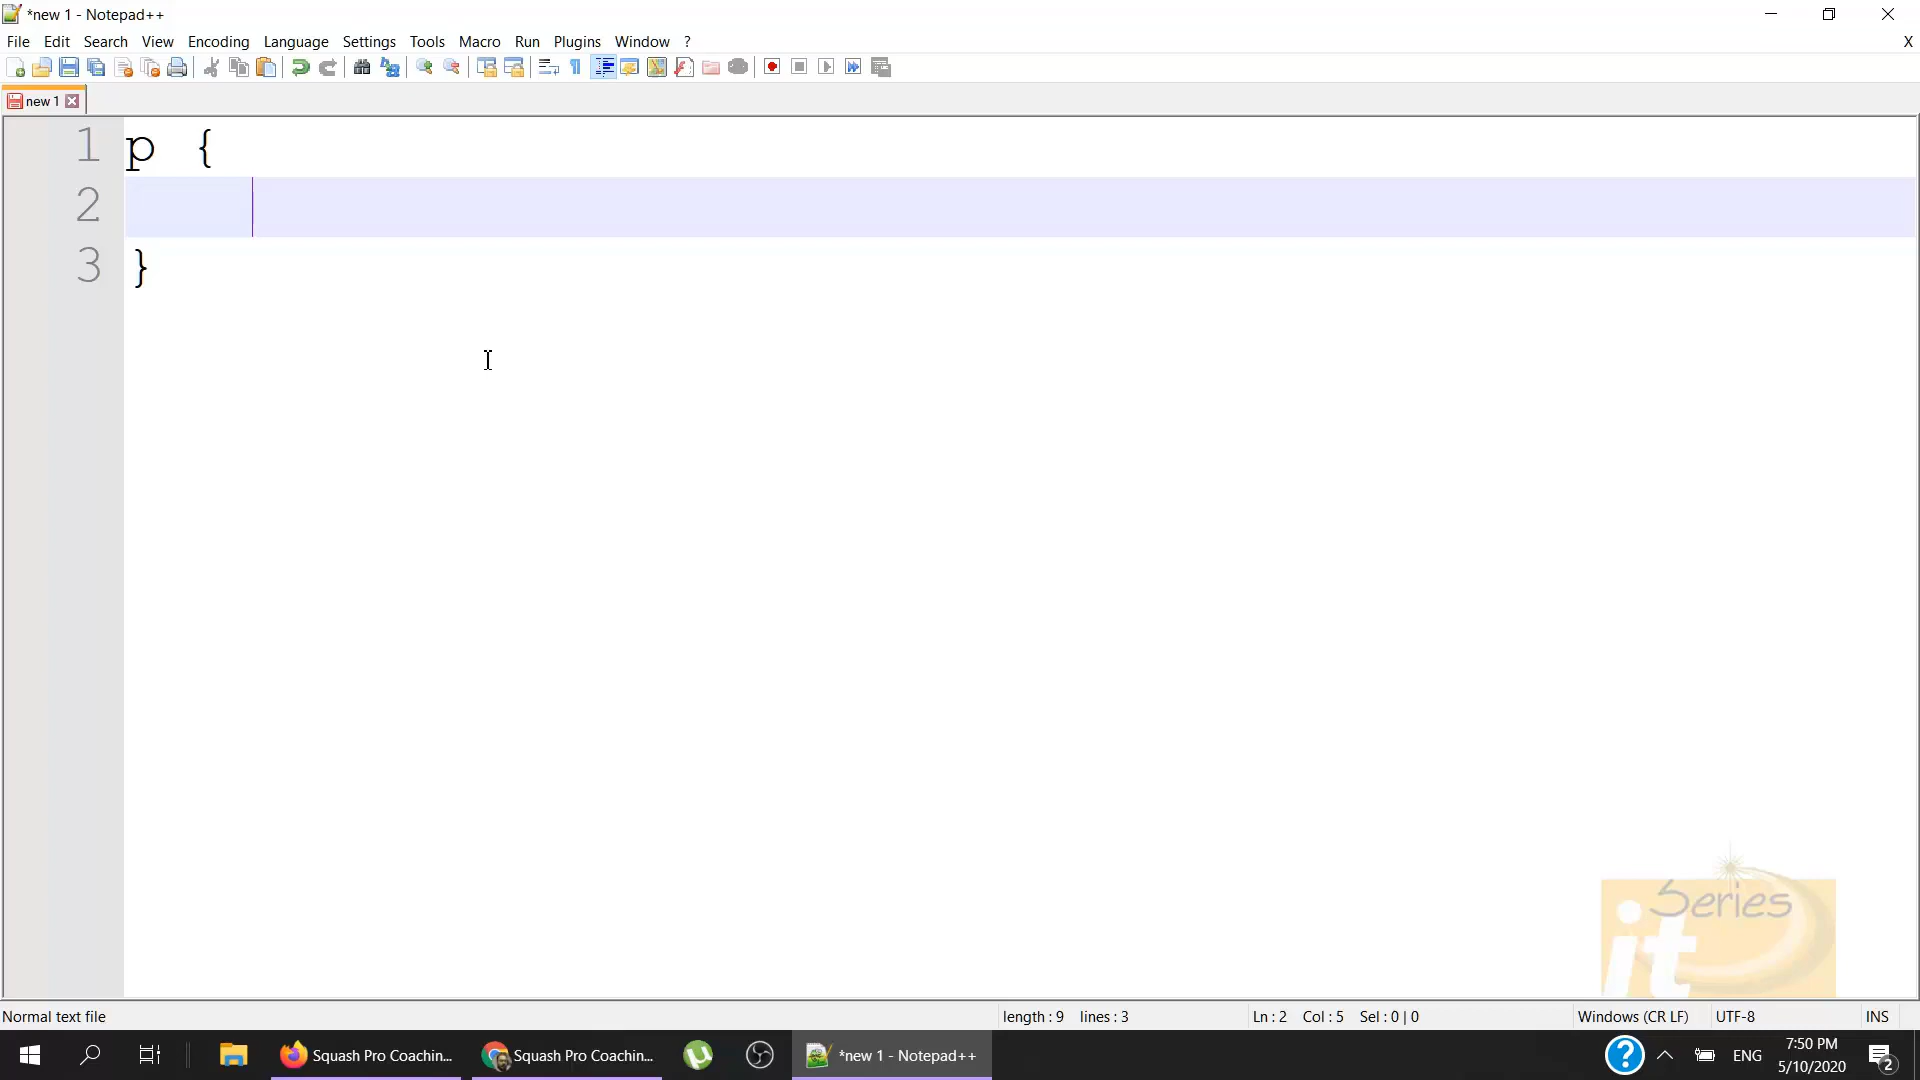 *new 1 - Notepad++
File Edit Search View Encoding Language Settings Tools Macro Run Plugins Window ? X
new 1
1 p {
2
3 }
Series
it
Normal text file length : 9 lines : 3 Ln : 2 Col : 5 Sel : 0 | 0 Windows (CR LF) UTF-8 INS
Squash Pro Coachin... Squash Pro Coachin... *new 1 - Notepad++ ENG 7:50 PM
5/10/2020 2